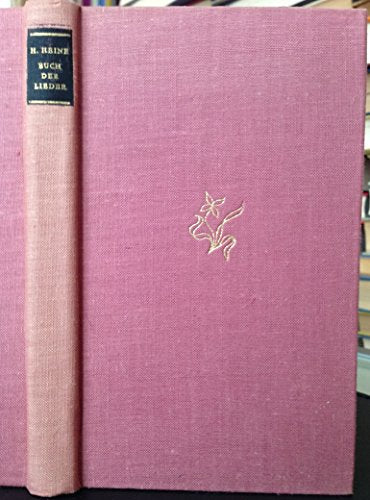 H. HEINE
BUCH
DER
LIEDER